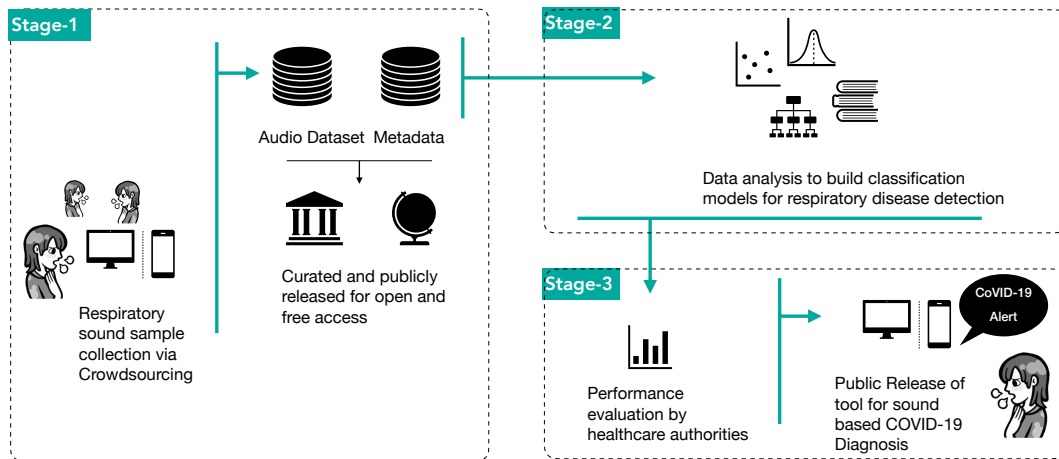 Stage-1
Audio Dataset Metadata
Curated and publicly
released for open and
free access
Respiratory
sound sample
collection via
Crowdsourcing
Stage-2
Data analysis to build classification
models for respiratory disease detection
Stage-3
Performance
evaluation by
healthcare authorities
CoVID-19
Alert
Public Release of
tool for sound
based COVID-19
Diagnosis